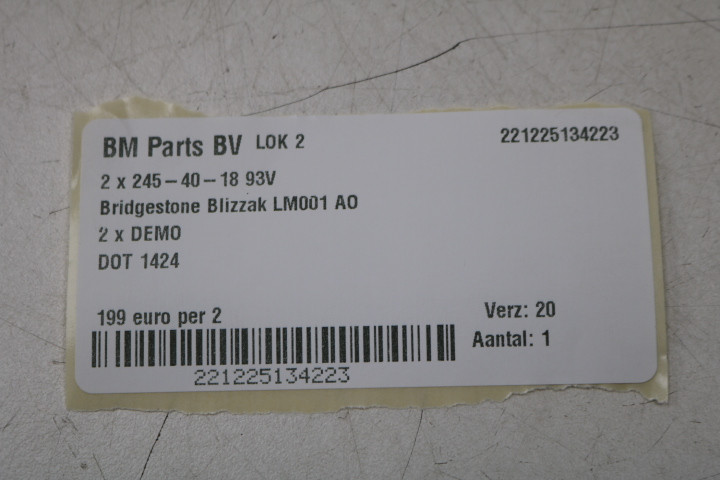 BM Parts BV LOK 2 221225134223
2 x 245-40-18 93V
Bridgestone Blizzak LM001 AO
2 x DEMO
DOT 1424
199 euro per 2 Verz: 20
Aantal: 1
221225134223